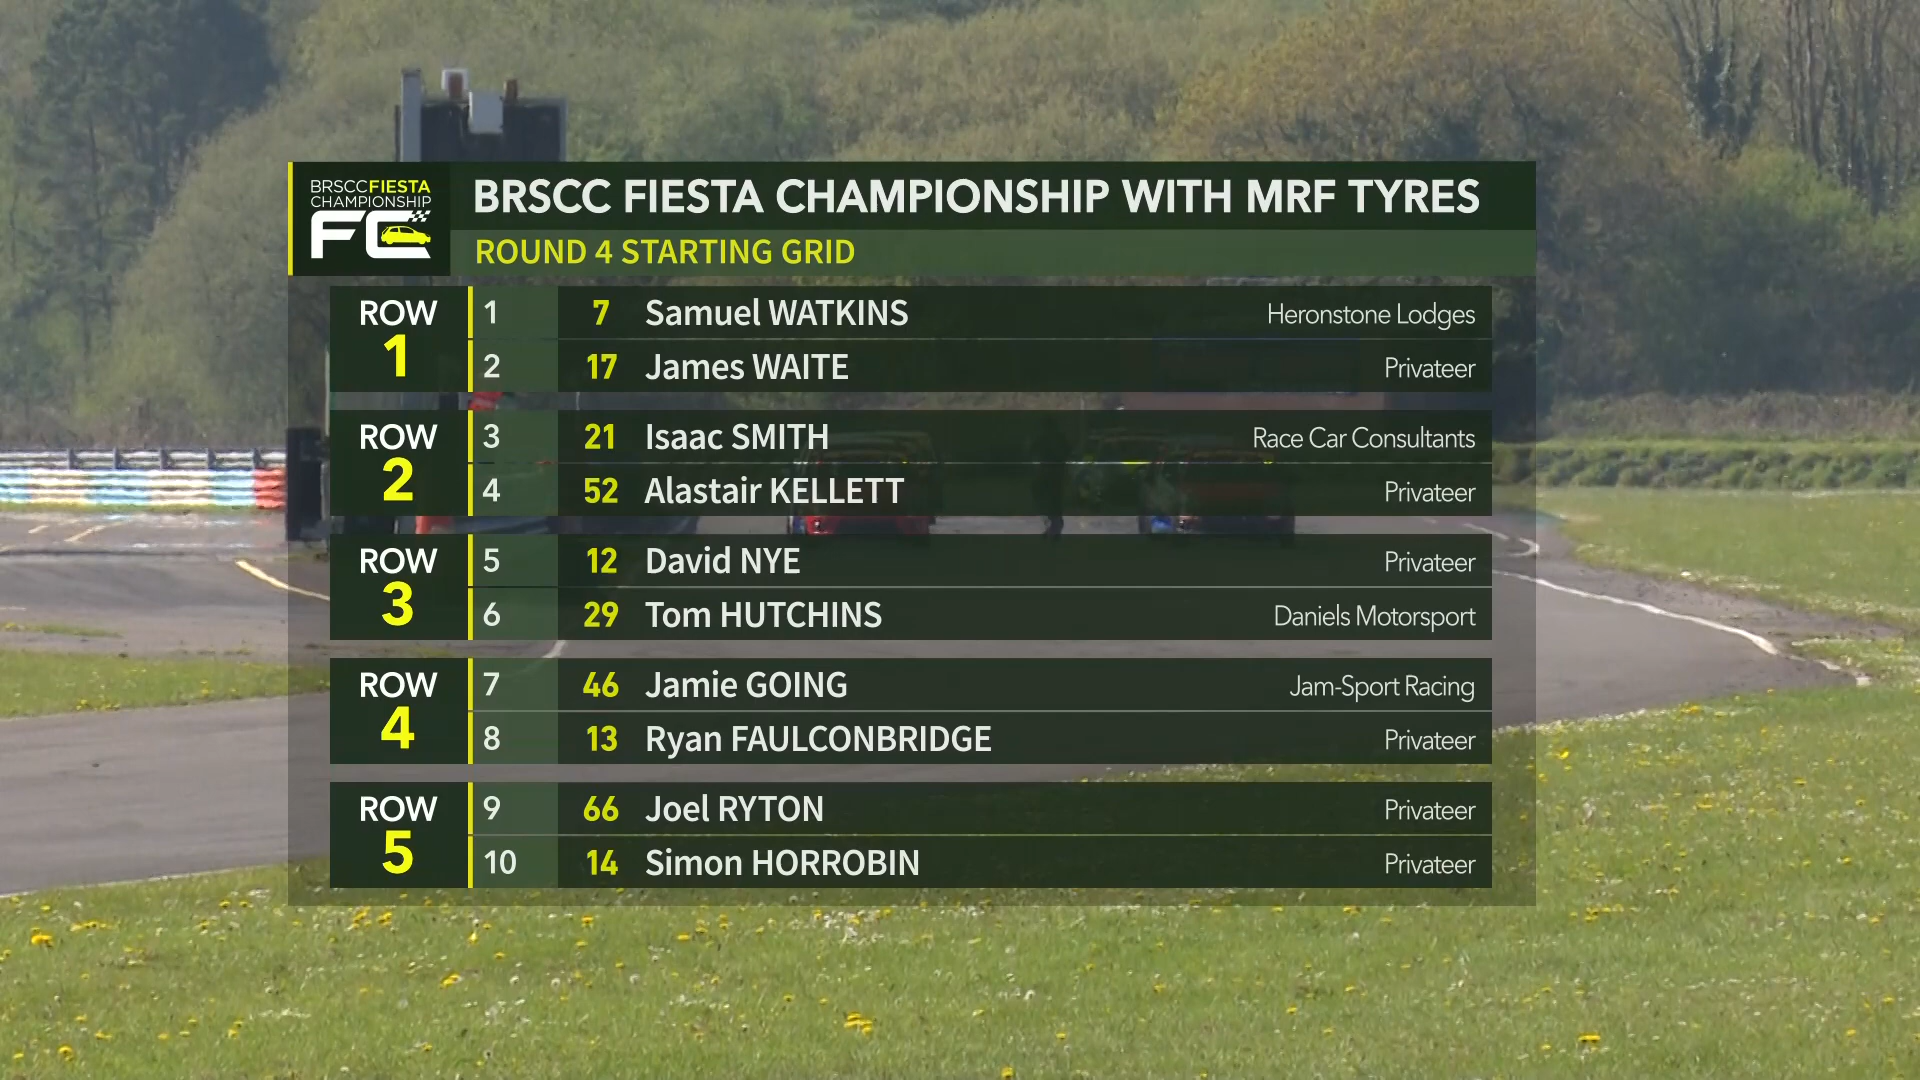 BRSCCFIESTA
CHAMPIONSHIP
FC
BRSCC FIESTA CHAMPIONSHIP WITH MRF TYRES
ROUND 4 STARTING GRID
ROW 1
1 7 Samuel WATKINS Heronstone Lodges
2 17 James WAITE Privateer
ROW 2
3 21 Isaac SMITH Race Car Consultants
4 52 Alastair KELLETT Privateer
ROW 3
5 12 David NYE Privateer
6 29 Tom HUTCHINS Daniels Motorsport
ROW 4
7 46 Jamie GOING Jam-Sport Racing
8 13 Ryan FAULCONBRIDGE Privateer
ROW 5
9 66 Joel RYTON Privateer
10 14 Simon HORROBIN Privateer